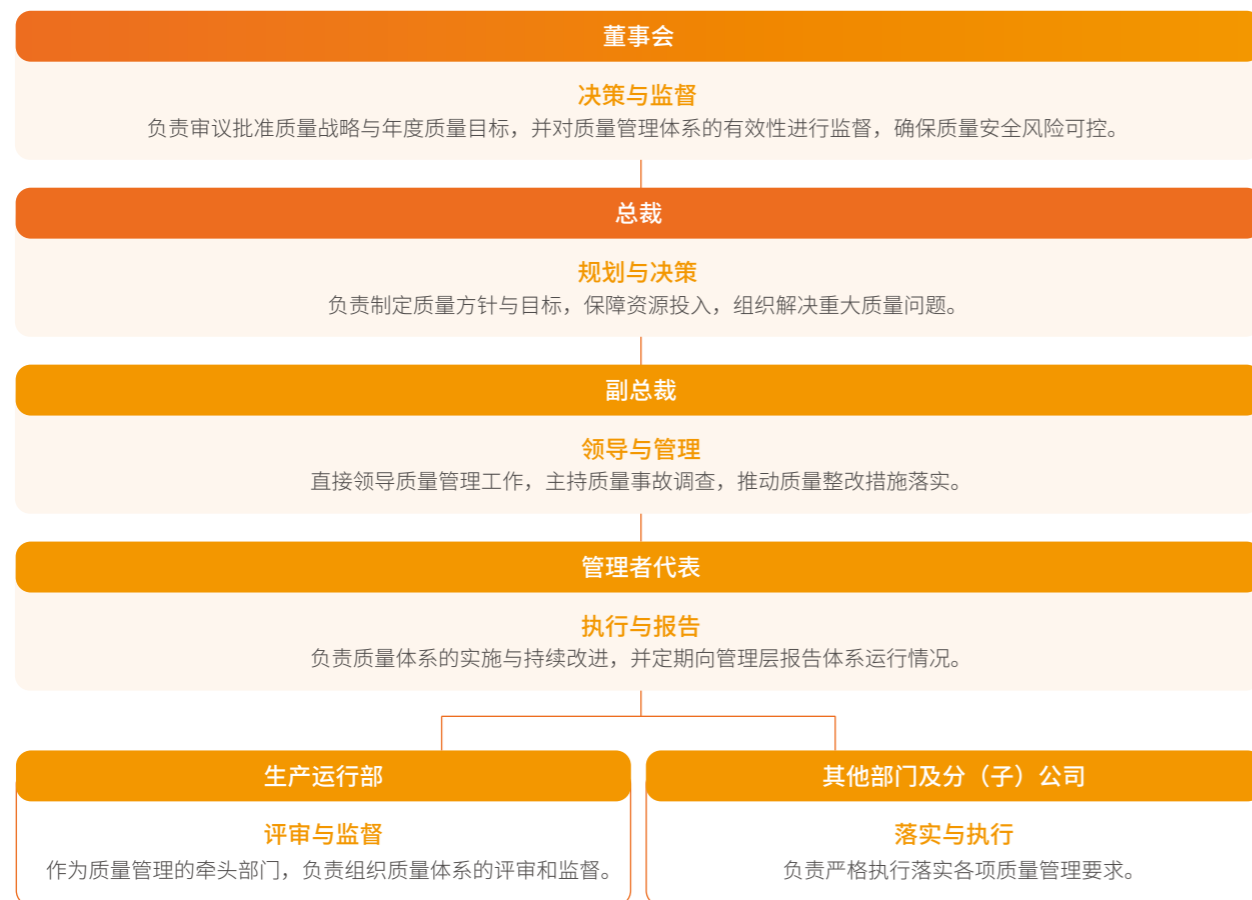 董事会
决策与监督
负责审议批准质量战略与年度质量目标，并对质量管理体系的有效性进行监督，确保质量安全风险可控。
总裁
规划与决策
负责制定质量方针与目标，保障资源投入，组织解决重大质量问题。
副总裁
领导与管理
直接领导质量管理工作，主持质量事故调查，推动质量整改措施落实。
管理者代表
执行与报告
负责质量体系的实施与持续改进，并定期向管理层报告体系运行情况。
生产运行部
评审与监督
作为质量管理的牵头部门，负责组织质量体系的评审和监督。
其他部门及分（子）公司
落实与执行
负责严格执行落实各项质量管理要求。